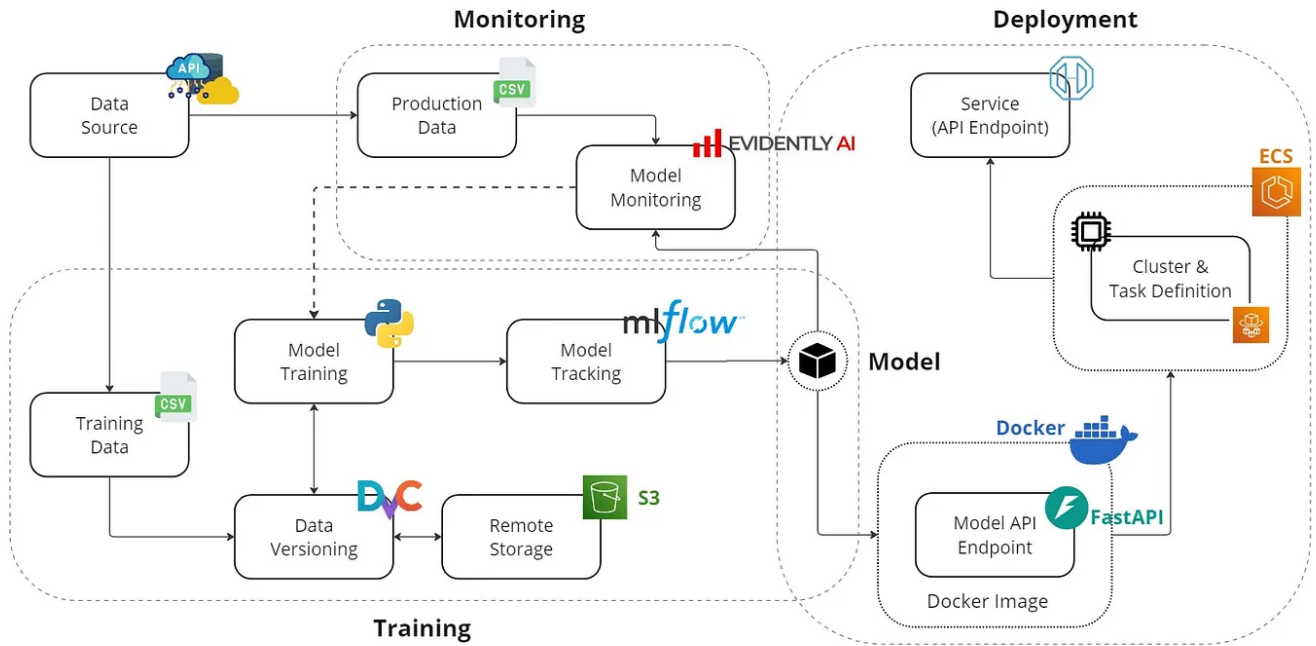 Monitoring
Deployment
API
Data
Source
Production
Data
CSV
EVIDENTLY AI
Model
Monitoring
Service
(API Endpoint)
ECS
Cluster &
Task Definition
Model
Training
mlflow
Model
Tracking
Model
Training
Data
CSV
DVC
Data
Versioning
Remote
Storage
S3
Docker
FastAPI
Model API
Endpoint
Docker Image
Training